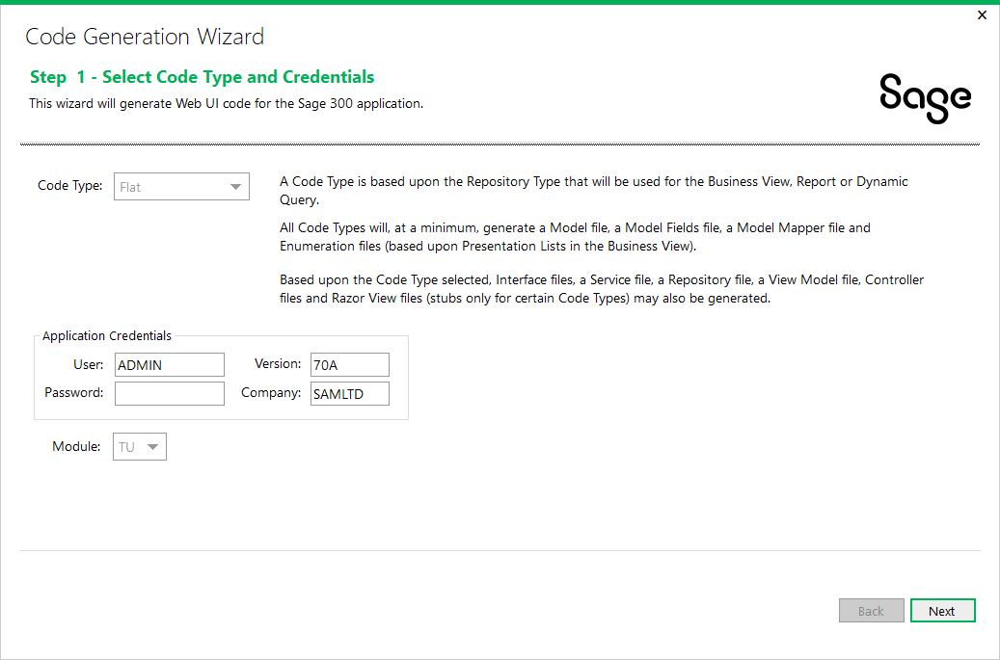 Code Generation Wizard
Step  1 - Select Code Type and Credentials
This wizard will generate Web UI code for the Sage 300 application.
Sage
Code Type:
Flat
A Code Type is based upon the Repository Type that will be used for the Business View, Report or Dynamic
Query.
All Code Types will, at a minimum, generate a Model file, a Model Fields file, a Model Mapper file and
Enumeration files (based upon Presentation Lists in the Business View).
Based upon the Code Type selected, Interface files, a Service file, a Repository file, a View Model file, Controller
files and Razor View files (stubs only for certain Code Types) may also be generated.
Application Credentials
User: ADMIN Version: 70A
Password: Company: SAMLTD
Module: TU
Back Next